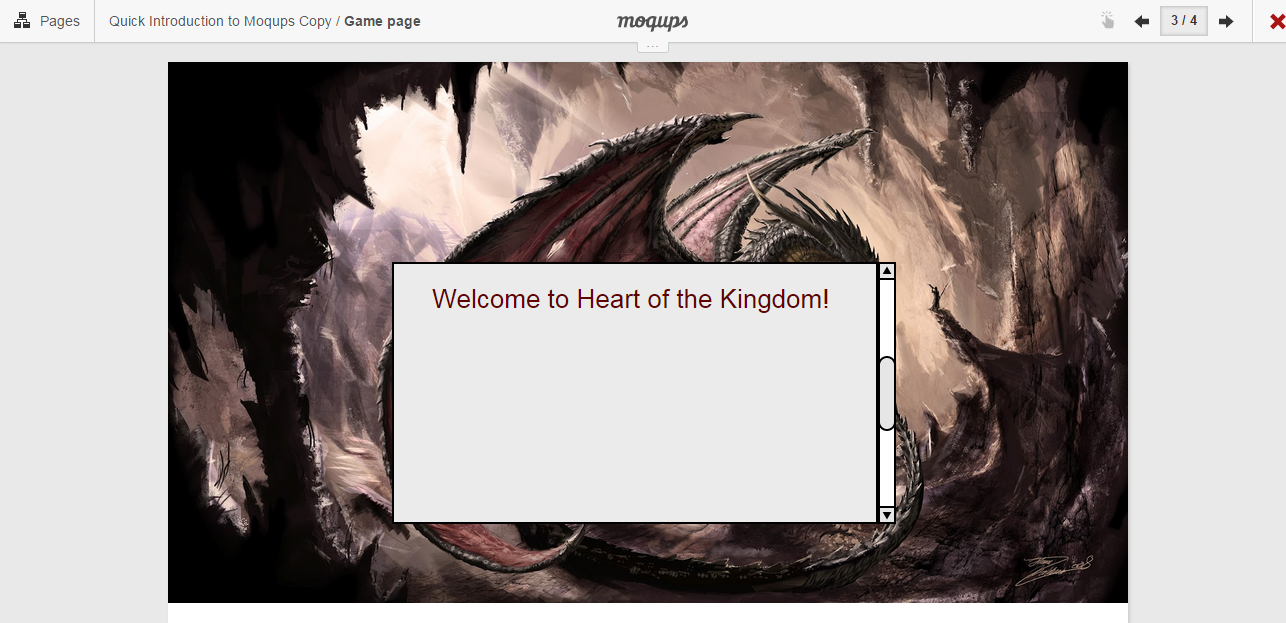 Pages
Quick Introduction to Moqups Copy / Game page
moqups
3 / 4
Welcome to Heart of the Kingdom!